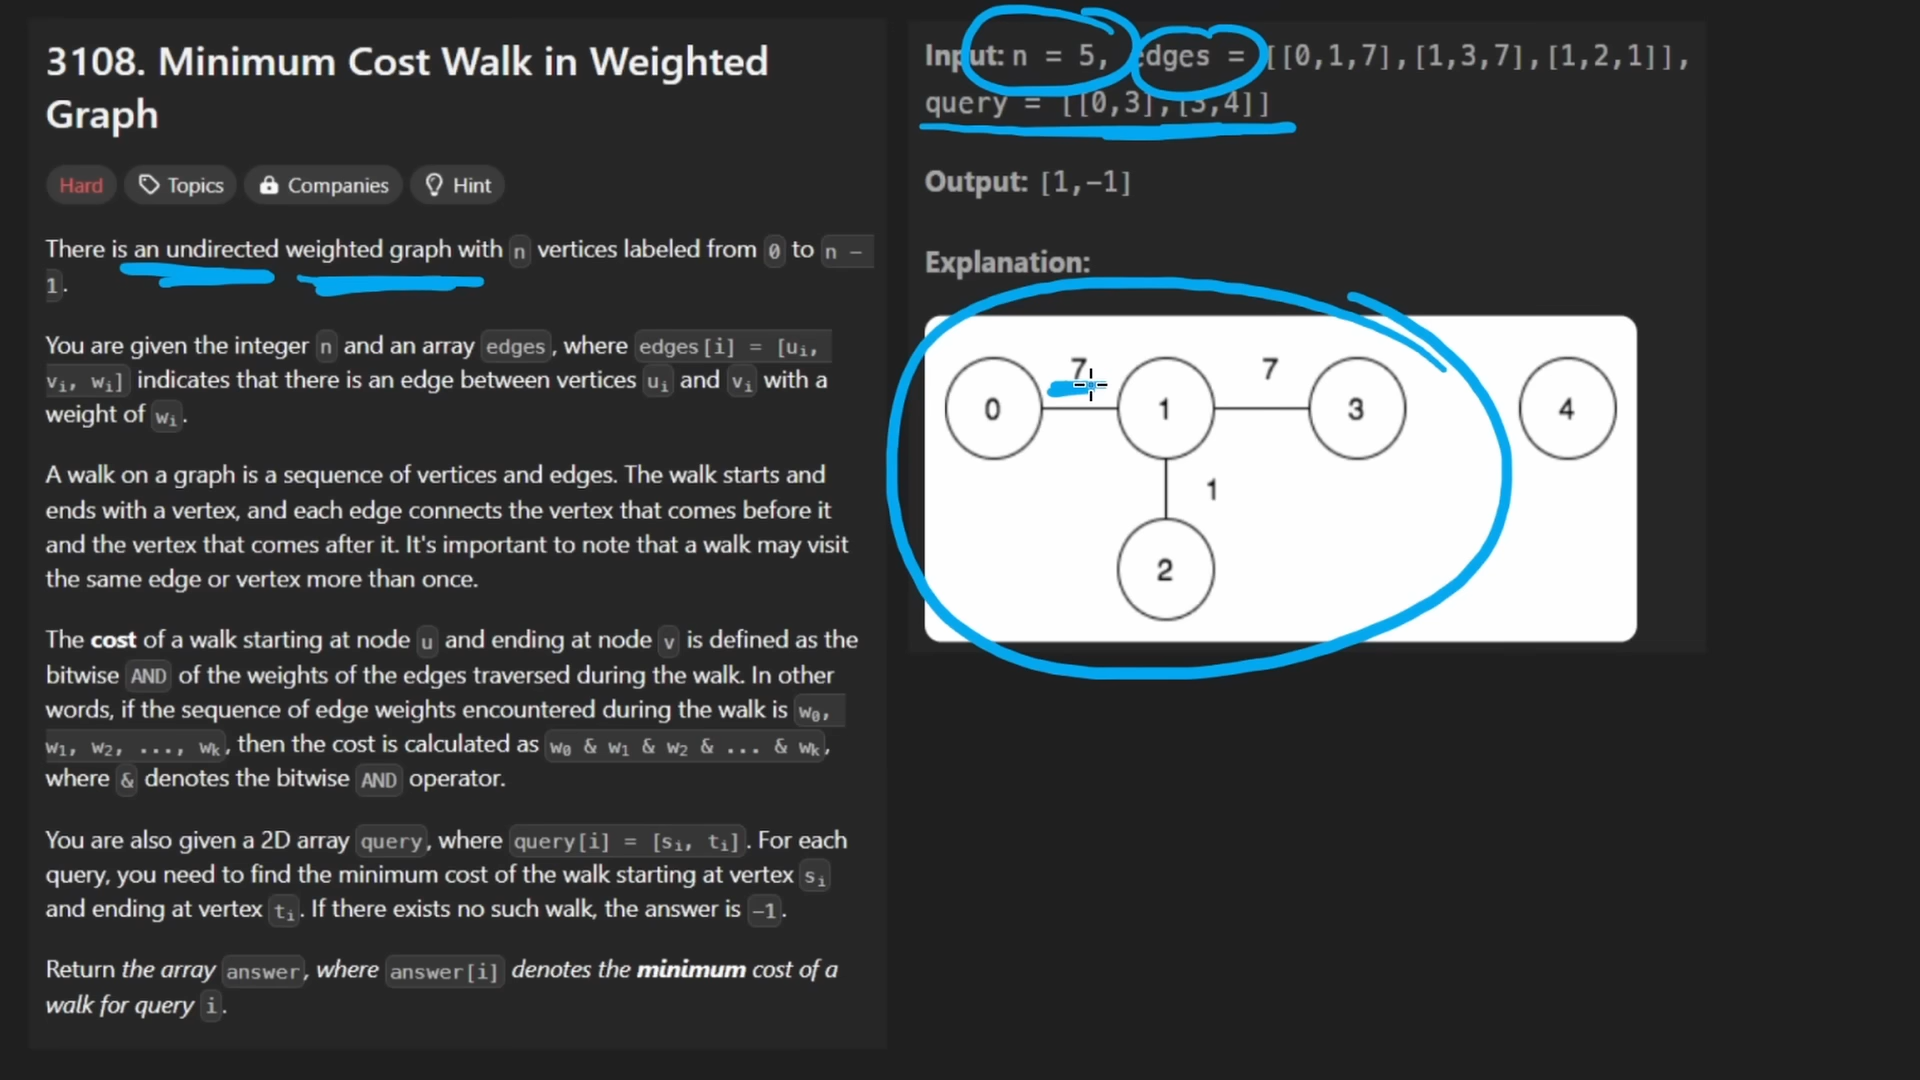 3108. Minimum Cost Walk in Weighted
Graph
Hard Topics Companies Hint
There is an undirected weighted graph with n vertices labeled from 0 to n -
1.
You are given the integer n and an array edges, where edges[i] = [uᵢ,
vᵢ, wᵢ] indicates that there is an edge between vertices uᵢ and vᵢ with a
weight of wᵢ.
A walk on a graph is a sequence of vertices and edges. The walk starts and
ends with a vertex, and each edge connects the vertex that comes before it
and the vertex that comes after it. It's important to note that a walk may visit
the same edge or vertex more than once.
The cost of a walk starting at node u and ending at node v is defined as the
bitwise AND of the weights of the edges traversed during the walk. In other
words, if the sequence of edge weights encountered during the walk is w₀,
w₁, w₂, ..., wₖ, then the cost is calculated as w₀ & w₁ & w₂ & ... & wₖ,
where & denotes the bitwise AND operator.
You are also given a 2D array query, where query[i] = [sᵢ, tᵢ]. For each
query, you need to find the minimum cost of the walk starting at vertex sᵢ
and ending at vertex tᵢ. If there exists no such walk, the answer is -1.
Return the array answer, where answer[i] denotes the minimum cost of a
walk for query i.
Input: n = 5, edges = [[0,1,7],[1,3,7],[1,2,1]],
query = [[0,3],[3,4]]
Output: [1,-1]
Explanation:
7 7
0 1 3 4
1
2